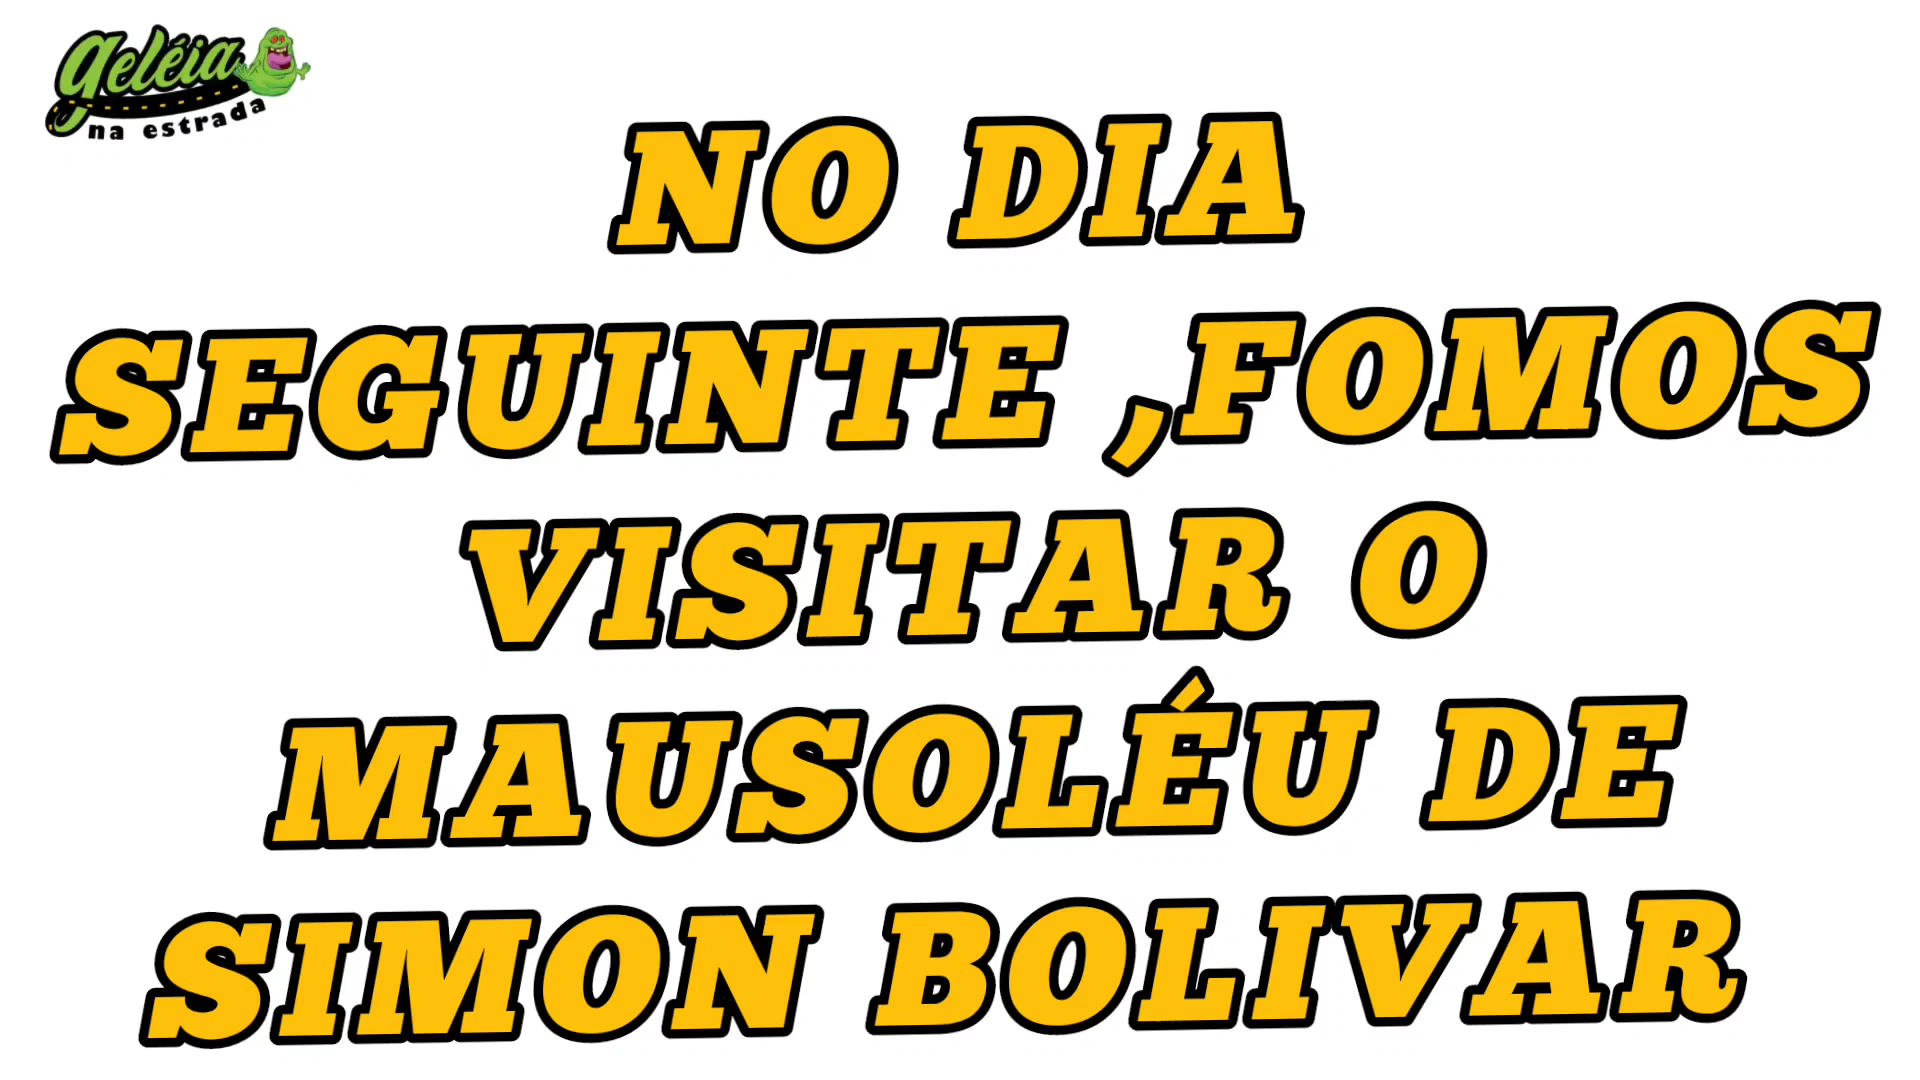 geléia
na estrada
NO DIA
SEGUINTE ,FOMOS
VISITAR O
MAUSOLÉU DE
SIMON BOLIVAR